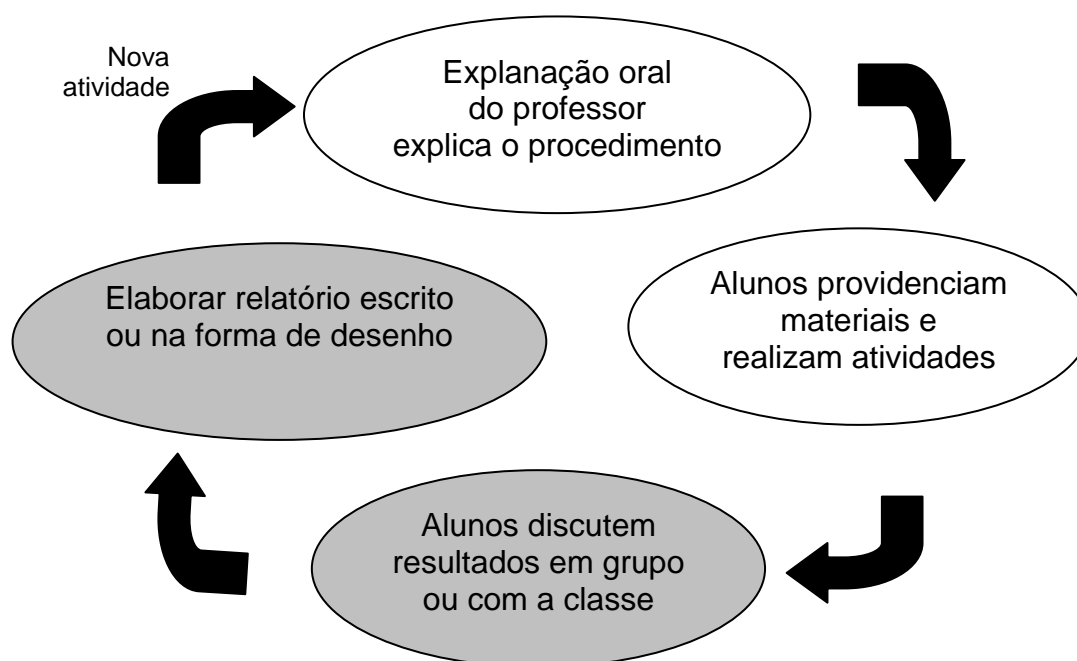 Nova
atividade
Explanação oral
do professor
explica o procedimento
Alunos providenciam
materiais e
realizam atividades
Alunos discutem
resultados em grupo
ou com a classe
Elaborar relatório escrito
ou na forma de desenho